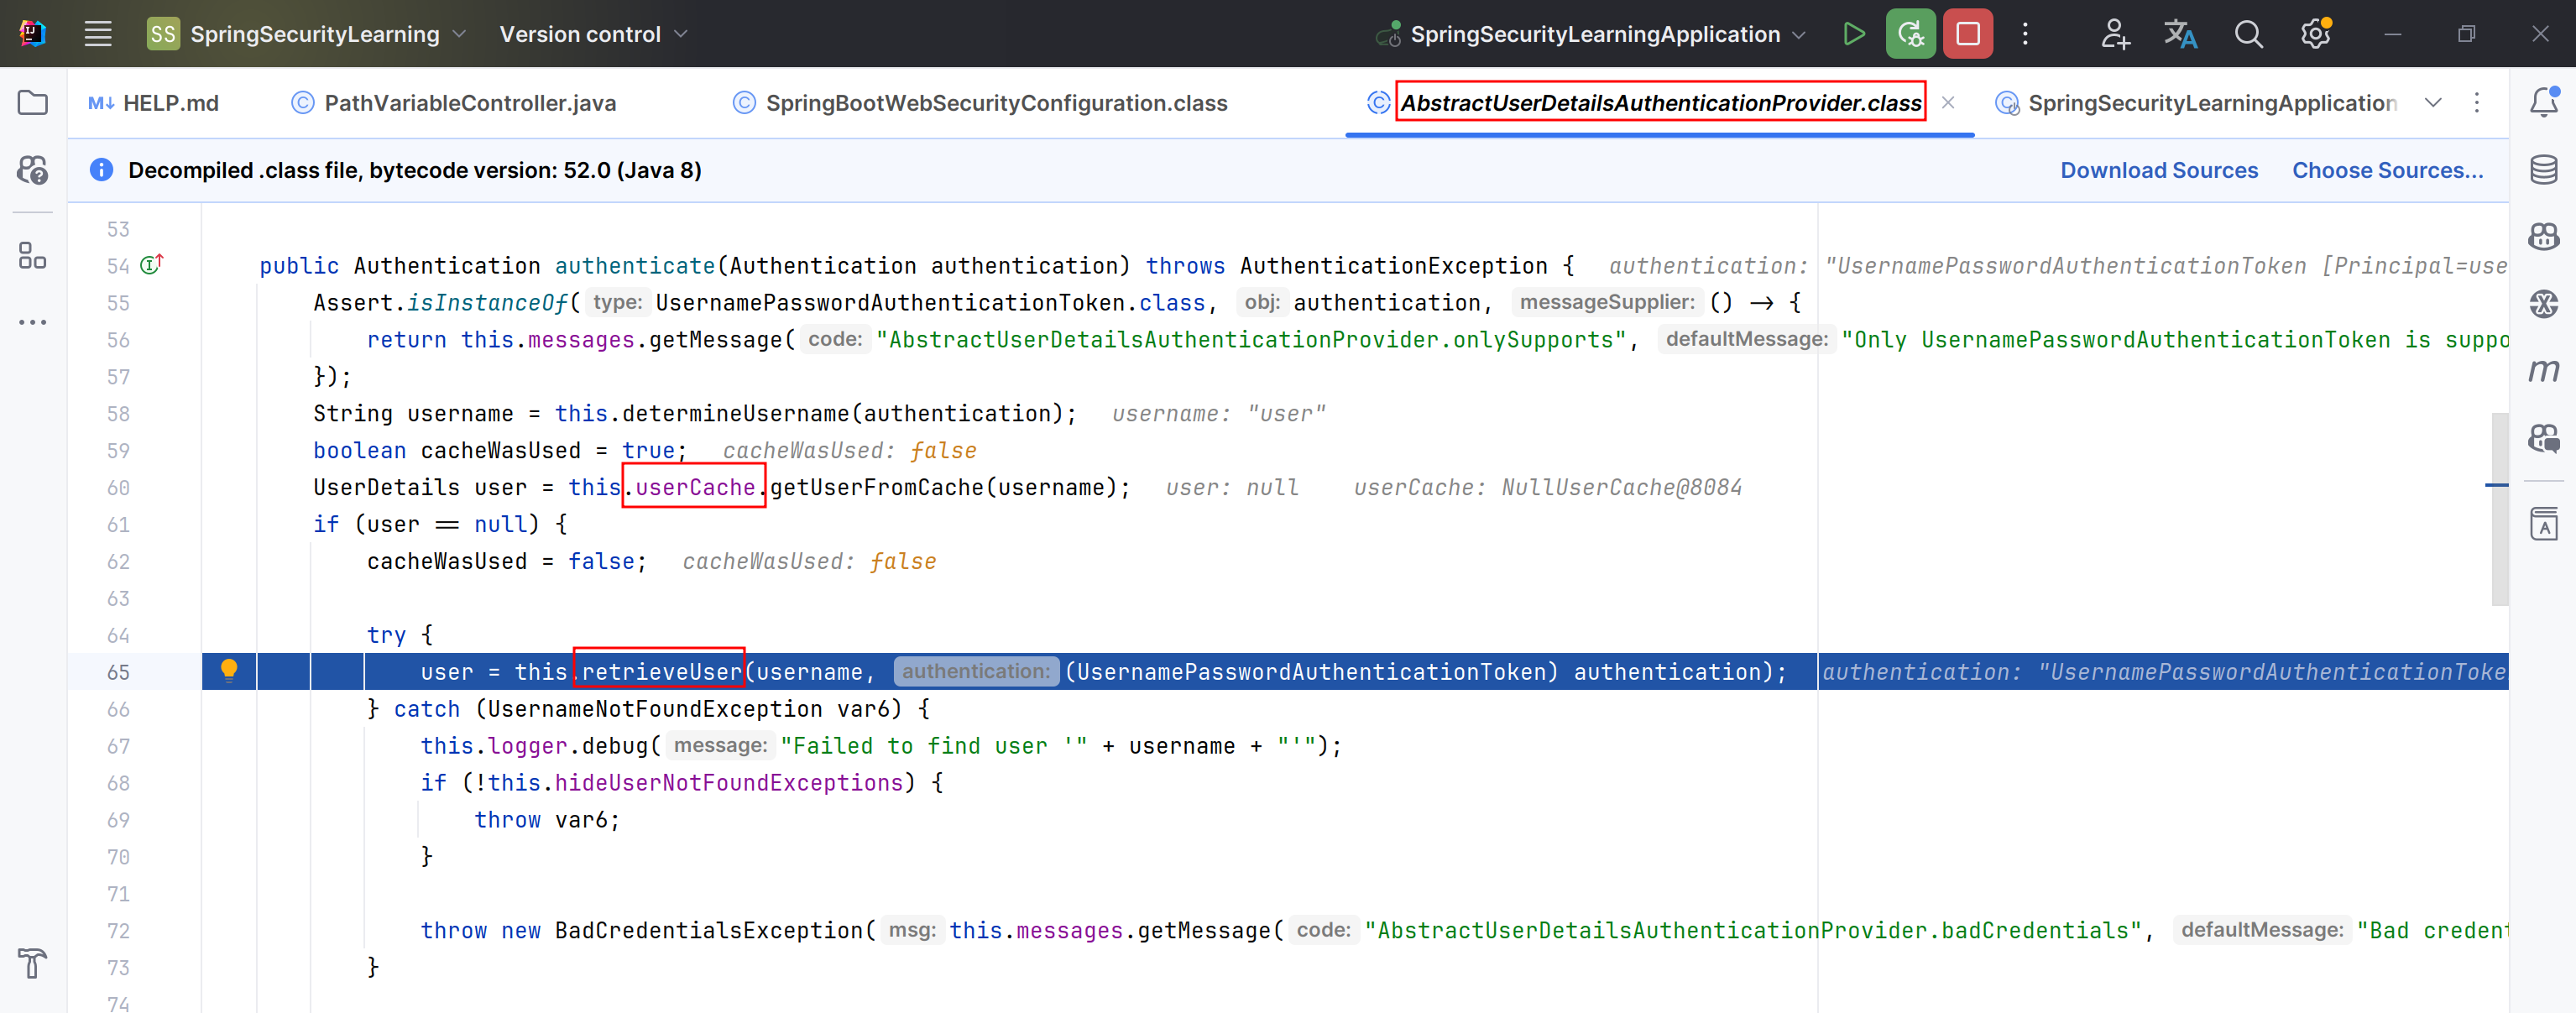 SS SpringSecurityLearning Version control SpringSecurityLearningApplication
HELP.md PathVariableController.java SpringBootWebSecurityConfiguration.class AbstractUserDetailsAuthenticationProvider.class SpringSecurityLearningApplication
Decompiled .class file, bytecode version: 52.0 (Java 8) Download Sources Choose Sources...
53
54 public Authentication authenticate(Authentication authentication) throws AuthenticationException { authentication: "UsernamePasswordAuthenticationToken [Principal=use
55 Assert.isInstanceOf( type: UsernamePasswordAuthenticationToken.class, obj: authentication, messageSupplier: () → {
56 return this.messages.getMessage( code: "AbstractUserDetailsAuthenticationProvider.onlySupports", defaultMessage: "Only UsernamePasswordAuthenticationToken is suppo
57 });
58 String username = this.determineUsername(authentication); username: "user"
59 boolean cacheWasUsed = true; cacheWasUsed: false
60 UserDetails user = this.userCache.getUserFromCache(username); user: null userCache: NullUserCache@8084
61 if (user == null) {
62 cacheWasUsed = false; cacheWasUsed: false
63
64 try {
65 user = this.retrieveUser(username, authentication: (UsernamePasswordAuthenticationToken) authentication); authentication: "UsernamePasswordAuthenticationToke
66 } catch (UsernameNotFoundException var6) {
67 this.logger.debug( message: "Failed to find user '" + username + "'");
68 if (!this.hideUserNotFoundExceptions) {
69 throw var6;
70 }
71
72 throw new BadCredentialsException( msg: this.messages.getMessage( code: "AbstractUserDetailsAuthenticationProvider.badCredentials", defaultMessage: "Bad credent
73 }
74